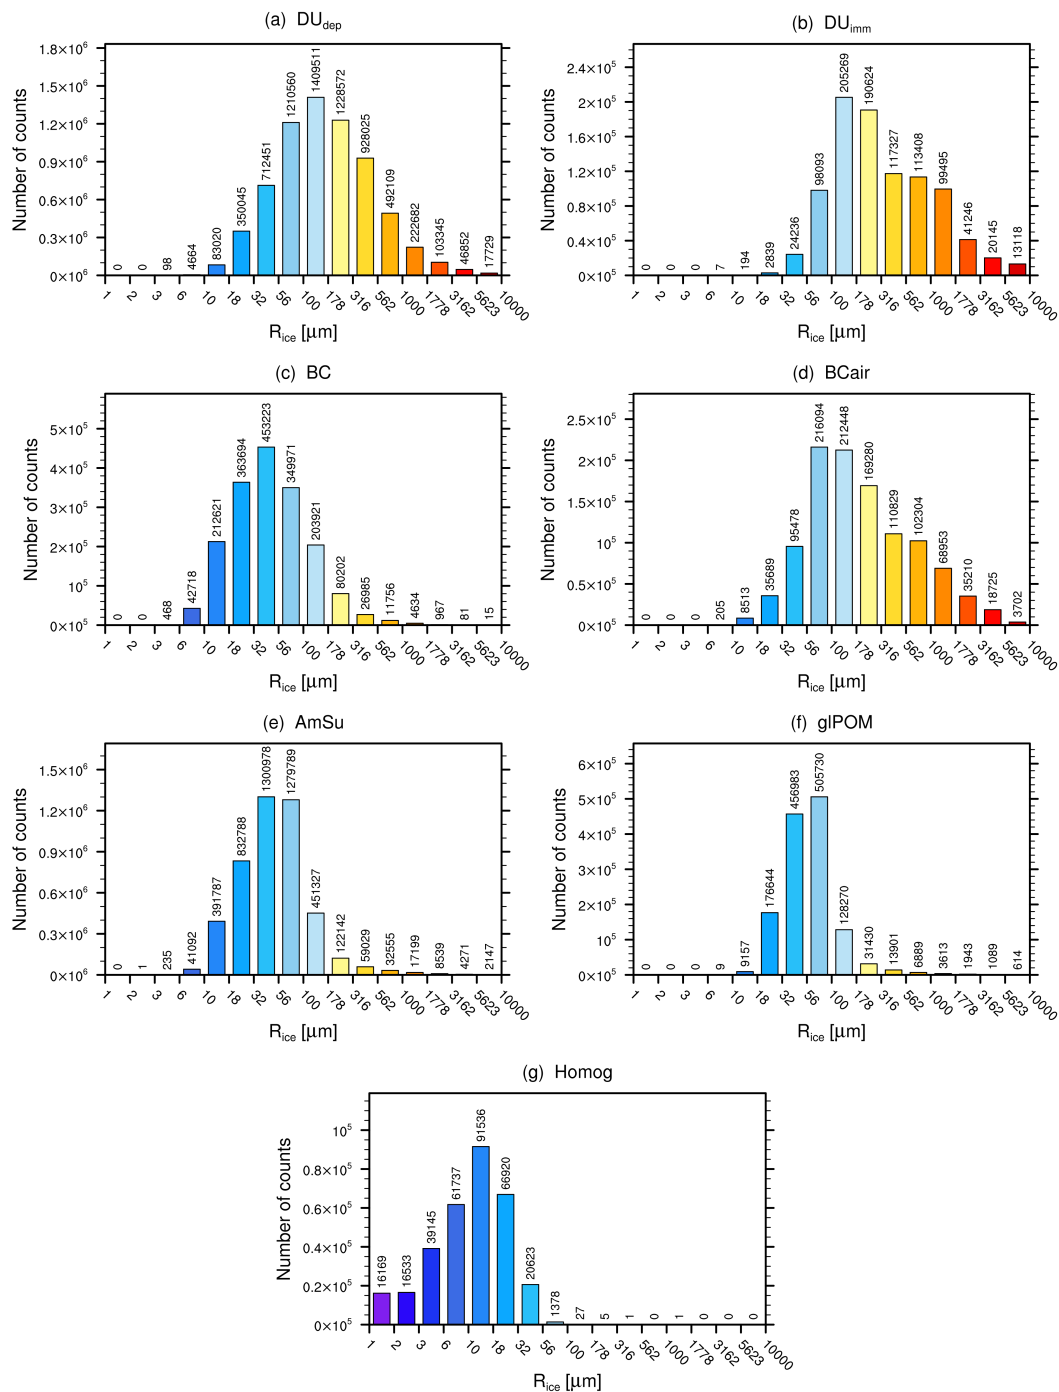 (a) DU_dep
Number of counts
1.8×10^6
1.5×10^6
1.2×10^6
0.9×10^6
0.6×10^6
0.3×10^6
0×10^6
0 0 98 4664 83020 350045 712451 1210560 1409511 1228572 928025 492109 222682 103345 46852 17729
1 2 3 6 10 18 32 56 100 178 316 562 1000 1778 3162 5623 10000
R_ice [µm]
(b) DU_imm
Number of counts
2.4×10^5
2×10^5
1.6×10^5
1.2×10^5
0.8×10^5
0.4×10^5
0×10^5
0 0 0 7 194 2839 24236 98093 205269 190624 117327 113408 99495 41246 20145 13118
1 2 3 6 10 18 32 56 100 178 316 562 1000 1778 3162 5623 10000
R_ice [µm]
(c) BC
Number of counts
5×10^5
4×10^5
3×10^5
2×10^5
10^5
0×10^5
0 0 468 42718 212621 363694 453223 349971 203921 80202 26985 11756 4634 967 81 15
1 2 3 6 10 18 32 56 100 178 316 562 1000 1778 3162 5623 10000
R_ice [µm]
(d) BCair
Number of counts
2.5×10^5
2×10^5
1.5×10^5
10^5
0.5×10^5
0×10^5
0 0 0 205 8513 35689 95478 216094 212448 169280 110829 102304 68953 35210 18725 3702
1 2 3 6 10 18 32 56 100 178 316 562 1000 1778 3162 5623 10000
R_ice [µm]
(e) AmSu
Number of counts
1.5×10^6
1.2×10^6
0.9×10^6
0.6×10^6
0.3×10^6
0×10^6
0 1 235 41092 391787 832788 1300978 1279789 451327 122142 59029 32555 17199 8539 4271 2147
1 2 3 6 10 18 32 56 100 178 316 562 1000 1778 3162 5623 10000
R_ice [µm]
(f) glPOM
Number of counts
6×10^5
5×10^5
4×10^5
3×10^5
2×10^5
10^5
0×10^5
0 0 0 9 9157 176644 456983 505730 128270 31430 13901 6889 3613 1943 1089 614
1 2 3 6 10 18 32 56 100 178 316 562 1000 1778 3162 5623 10000
R_ice [µm]
(g) Homog
Number of counts
10^5
0.8×10^5
0.6×10^5
0.4×10^5
0.2×10^5
0×10^5
16169 16533 39145 61737 91536 66920 20623 1378 27 5 1 0 1 0 0 0
1 2 3 6 10 18 32 56 100 178 316 562 1000 1778 3162 5623 10000
R_ice [µm]